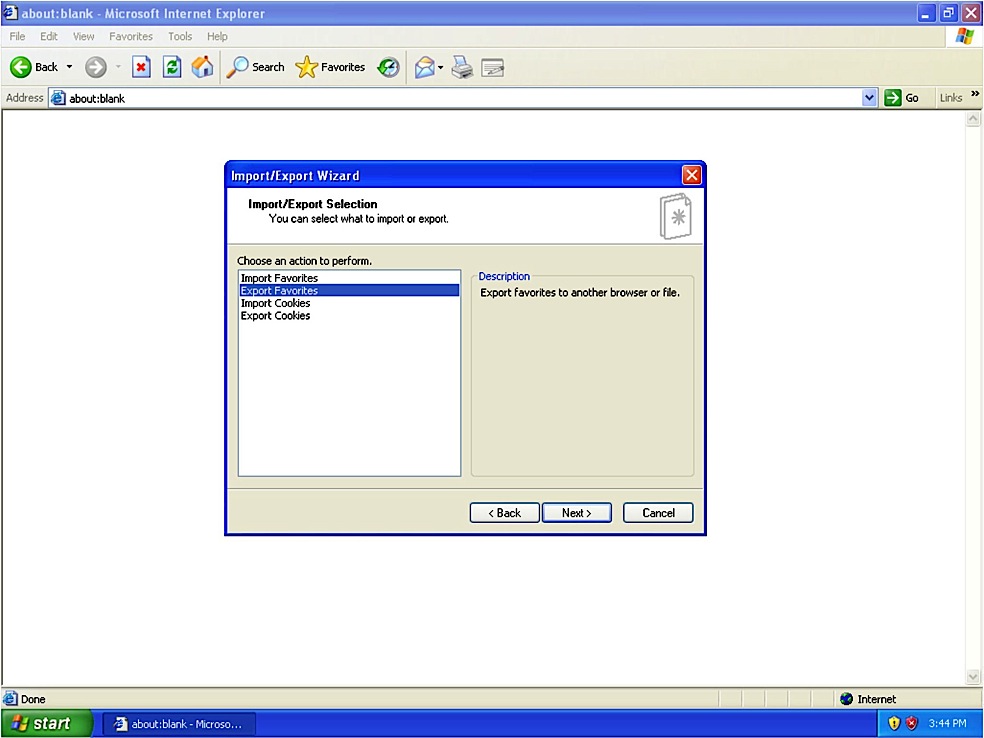 about:blank - Microsoft Internet Explorer
File Edit View Favorites Tools Help
Back Search Favorites
Address about:blank Go Links »
Import/Export Wizard
Import/Export Selection
You can select what to import or export.
Choose an action to perform.
Import Favorites
Export Favorites
Import Cookies
Export Cookies
Description
Export favorites to another browser or file.
< Back Next > Cancel
Done Internet
start about:blank - Microso... 3:44 PM